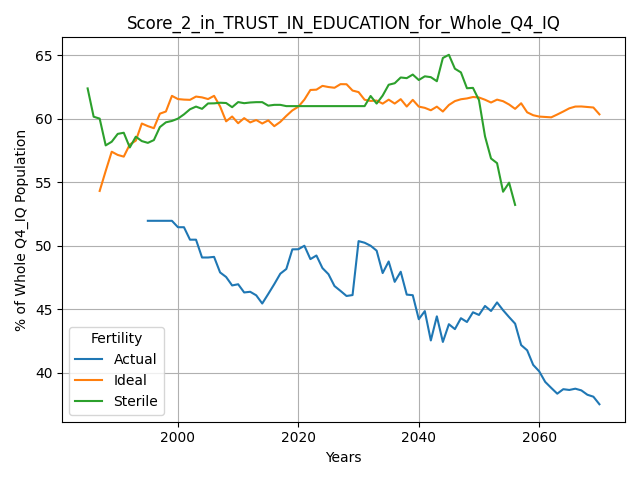 Score_2_in_TRUST_IN_EDUCATION_for_Whole_Q4_IQ
% of Whole Q4_IQ Population
65
60
55
50
45
40
Fertility
Actual
Ideal
Sterile
2000
2020
2040
2060
Years